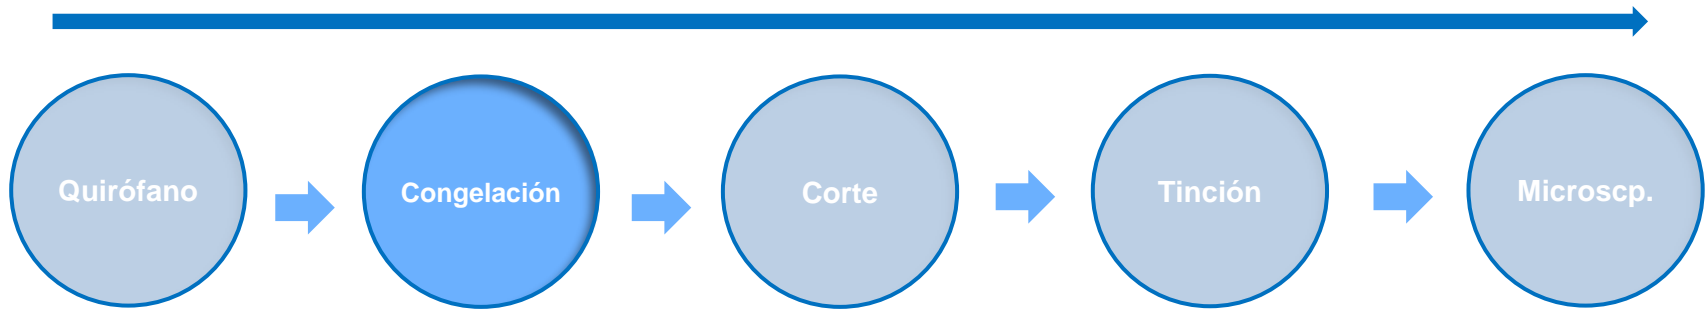 Quirófano
Congelación
Corte
Tinción
Microscp.